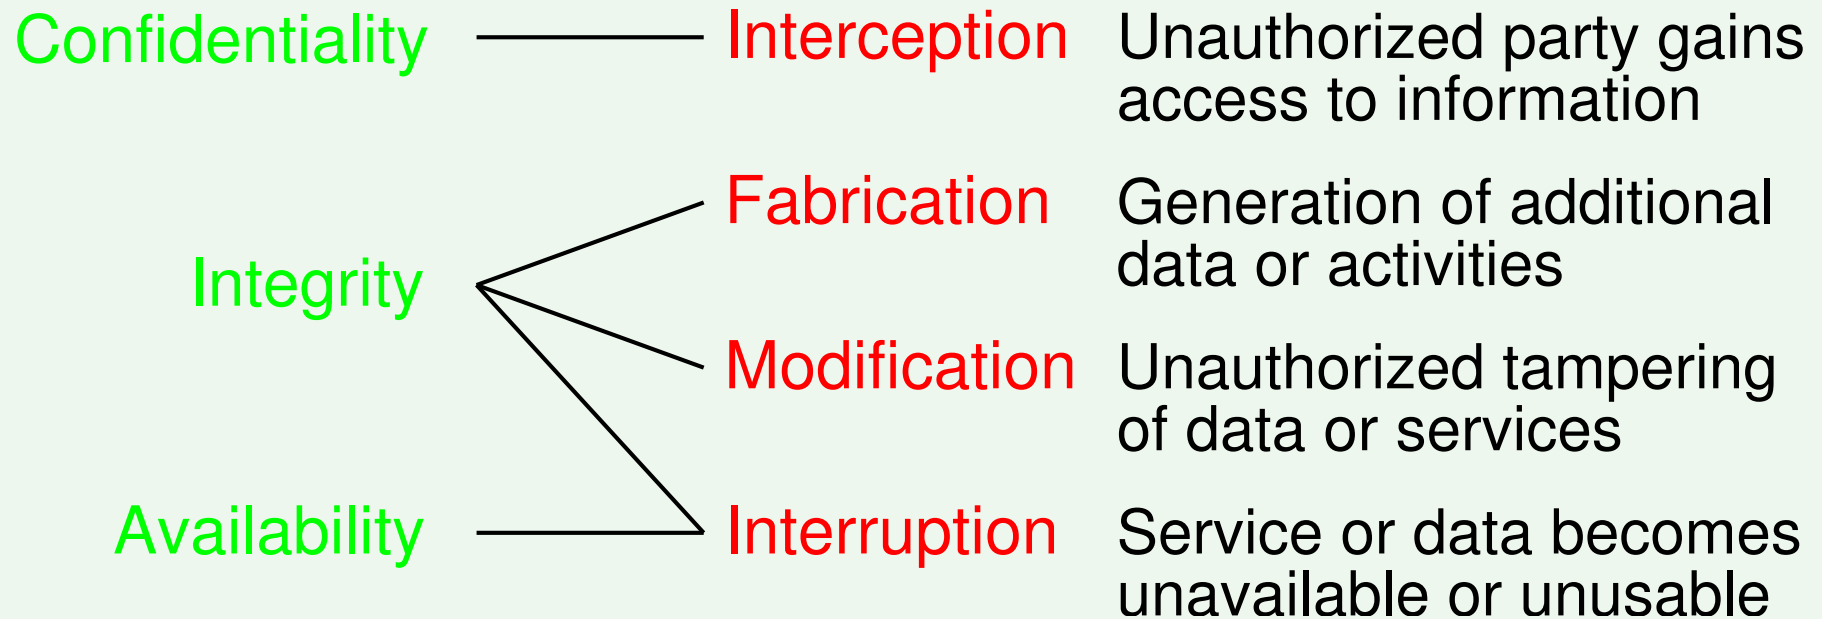 Confidentiality Interception Unauthorized party gains
access to information
Fabrication Generation of additional
data or activities
Integrity
Modification Unauthorized tampering
of data or services
Availability Interruption Service or data becomes
unavailable or unusable